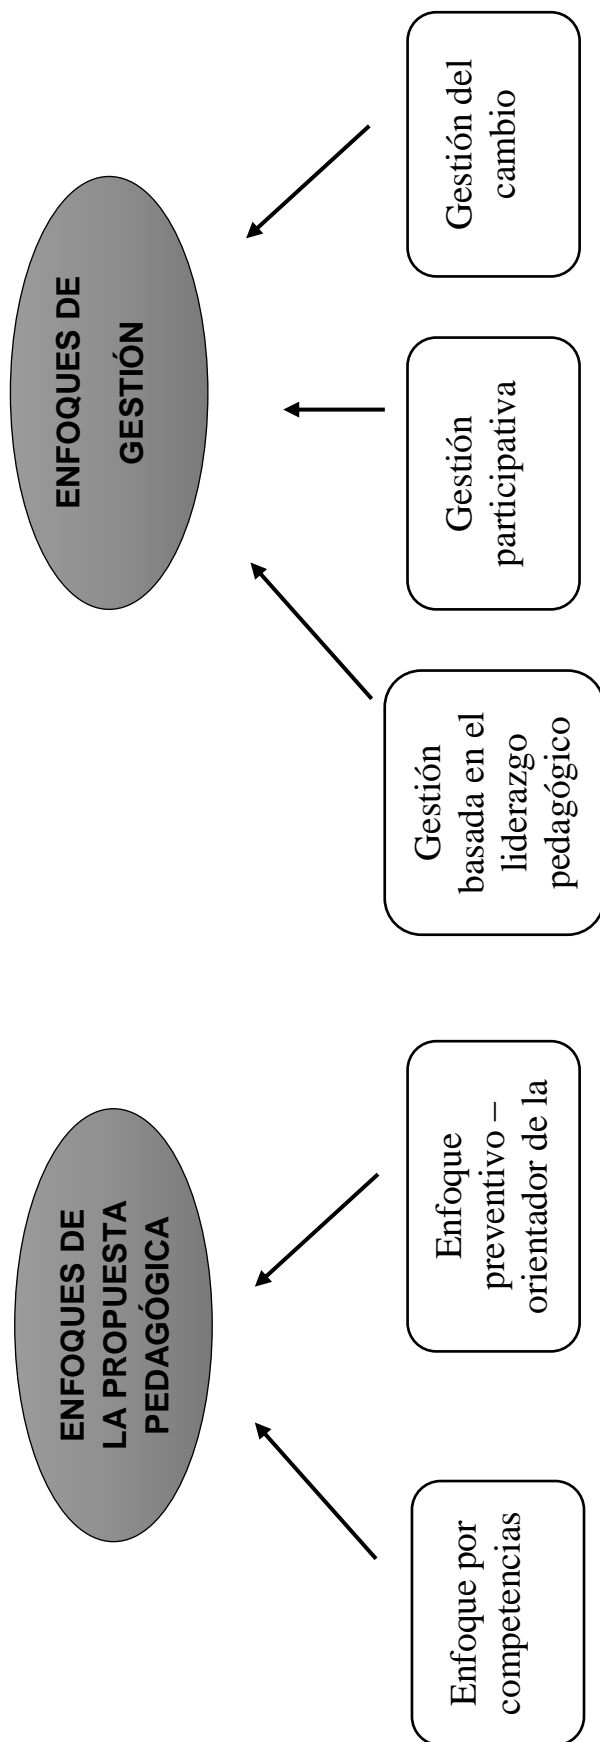 ENFOQUES DE
LA PROPUESTA
PEDAGÓGICA
ENFOQUES DE
GESTIÓN
Enfoque por
competencias
Enfoque
preventivo –
orientador de la
Gestión
basada en el
liderazgo
pedagógico
Gestión
participativa
Gestión del
cambio